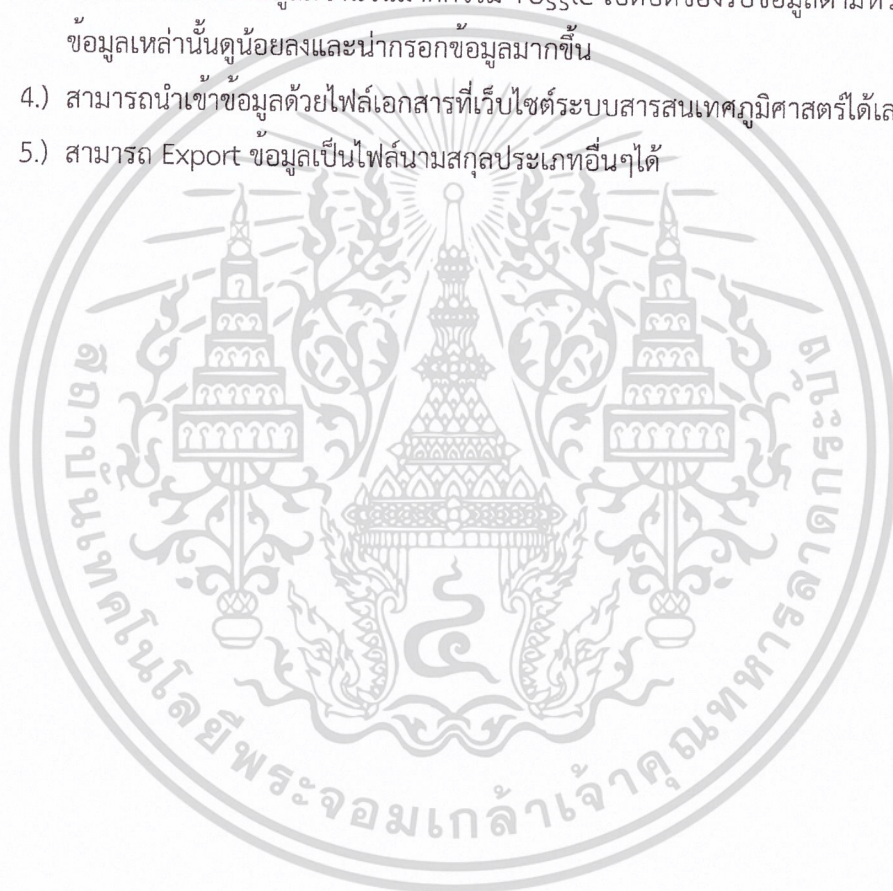 ข้อมูลเหล่านั้นดูน้อยลงและน่ากรอกข้อมูลมากขึ้น
4.) สามารถนำเข้าข้อมูลด้วยไฟล์เอกสารที่เว็บไซต์ระบบสารสนเทศภูมิศาสตร์ได้
5.) สามารถ Export ข้อมูลเป็นไฟล์นามสกุลประเภทอื่นๆได้
สถาบันเทคโนโลยีพระจอมเกล้าเจ้าคุณทหารลาดกระบัง